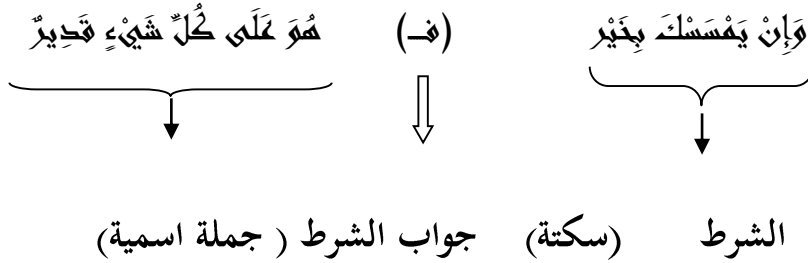 وَإِنْ يَمْسَسْكَ بِخَيْر (فـ) هُوَ عَلَى كُلِّ شَيْءٍ قَدِيرٌ
الشرط (سكتة) جواب الشرط ( جملة اسمية)